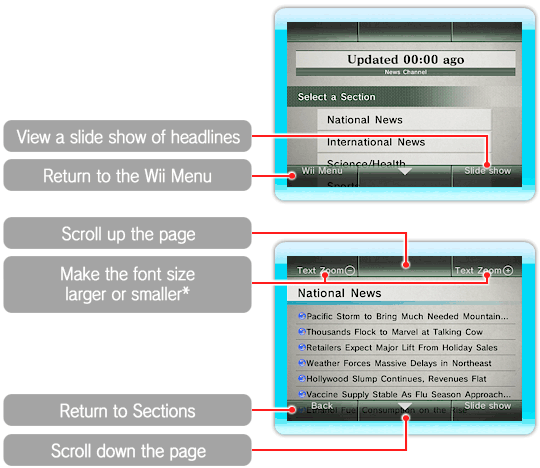 Updated 00:00 ago
News Channel
Select a Section
National News
International News
Science/Health
Sports
Wii Menu
Slide show
View a slide show of headlines
Return to the Wii Menu
Scroll up the page
Make the font size
larger or smaller*
Return to Sections
Scroll down the page
Text Zoom
Text Zoom
National News
Pacific Storm to Bring Much Needed Mountain...
Thousands Flock to Marvel at Talking Cow
Retailers Expect Major Lift From Holiday Sales
Weather Forces Massive Delays in Northeast
Hollywood Slump Continues, Revenues Flat
Vaccine Supply Stable As Flu Season Approach...
Ethanol Fuel Consumption on the Rise
Back
Slide show